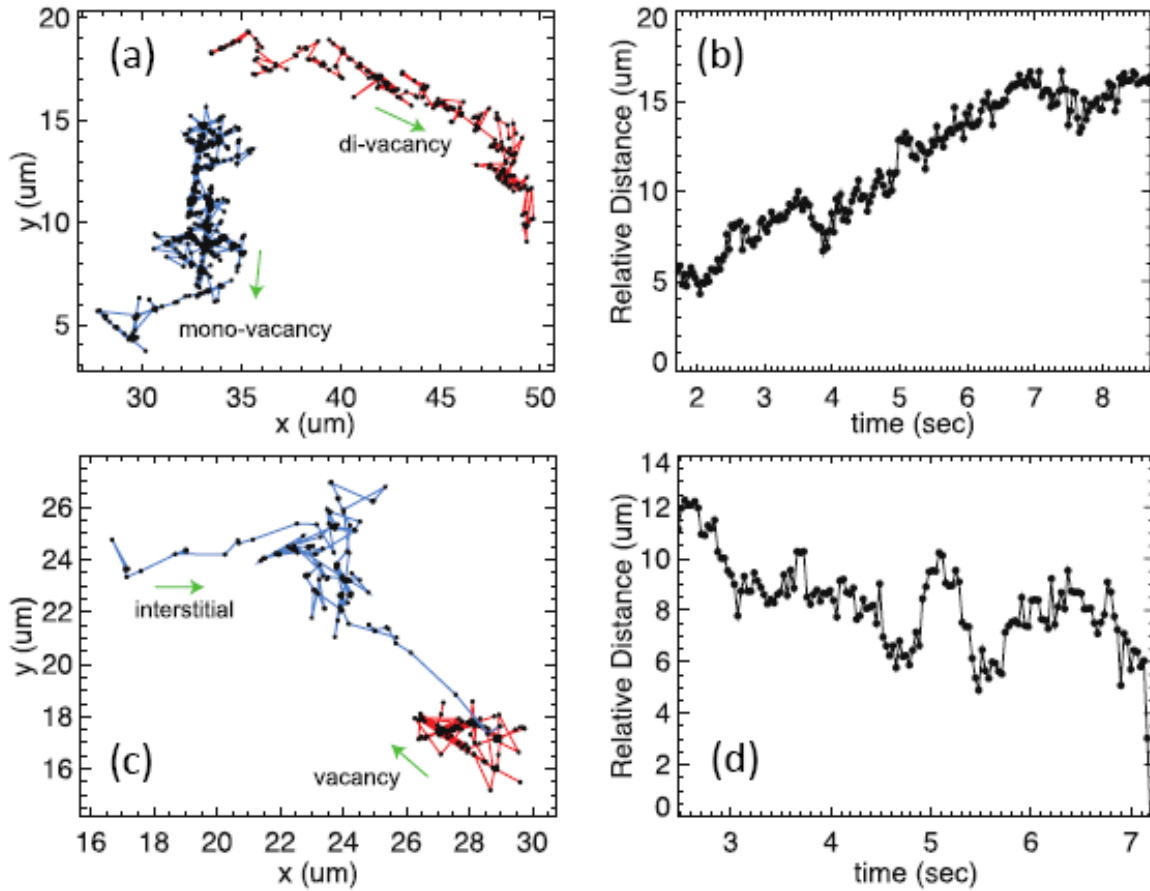 (a)
20
15
10
5
y (um)
di-vacancy
mono-vacancy
30 35 40 45 50
x (um)
(b)
20
15
10
5
0
Relative Distance (um)
2 3 4 5 6 7 8
time (sec)
(c)
26
24
22
20
18
16
y (um)
interstitial
vacancy
16 18 20 22 24 26 28 30
x (um)
(d)
14
12
10
8
6
4
2
0
Relative Distance (um)
3 4 5 6 7
time (sec)